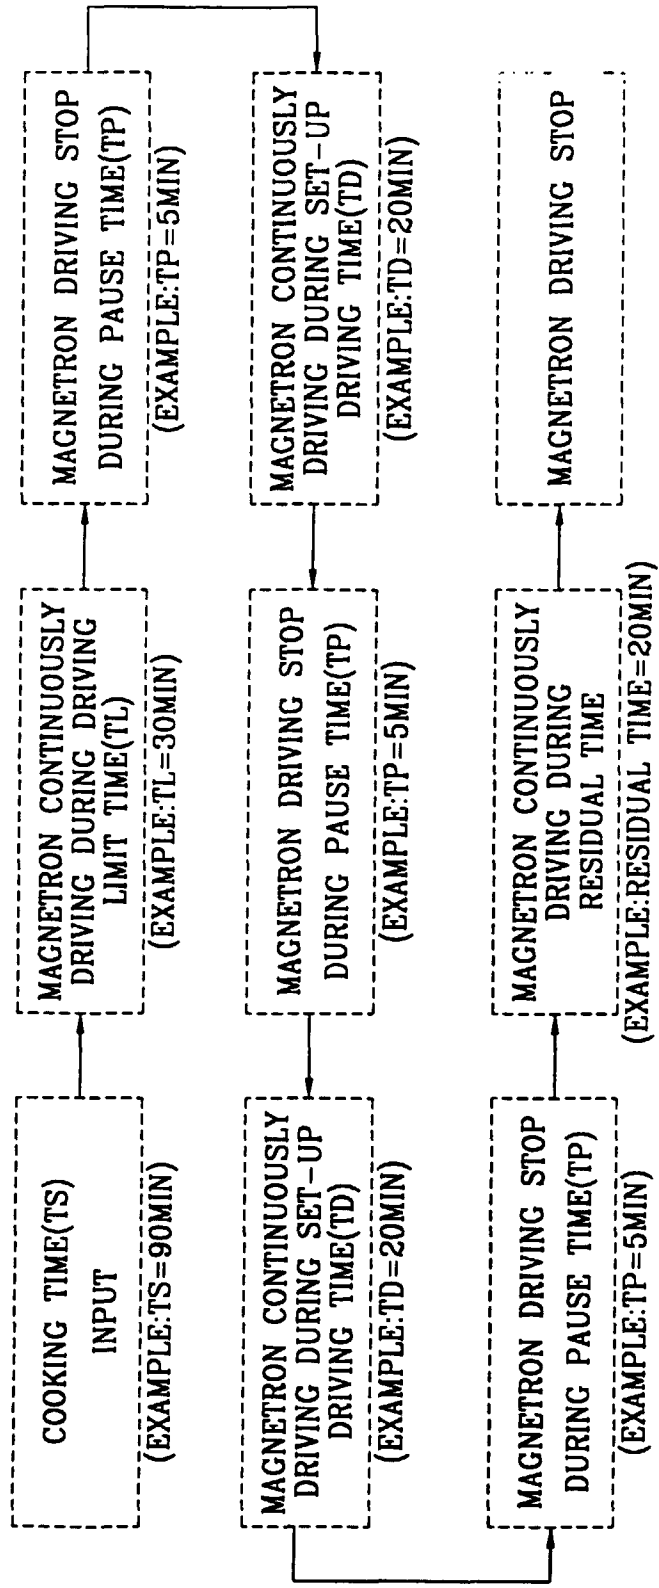 COOKING TIME(TS)
INPUT
(EXAMPLE:TS=90MIN)
MAGNETRON CONTINUOUSLY
DRIVING DURING DRIVING
LIMIT TIME(TL)
(EXAMPLE:TL=30MIN)
MAGNETRON DRIVING STOP
DURING PAUSE TIME(TP)
(EXAMPLE:TP=5MIN)
MAGNETRON CONTINUOUSLY
DRIVING DURING SET-UP
DRIVING TIME(TD)
(EXAMPLE:TD=20MIN)
MAGNETRON DRIVING STOP
DURING PAUSE TIME(TP)
(EXAMPLE:TP=5MIN)
MAGNETRON CONTINUOUSLY
DRIVING DURING SET-UP
DRIVING TIME(TD)
(EXAMPLE:TD=20MIN)
MAGNETRON DRIVING STOP
DURING PAUSE TIME(TP)
(EXAMPLE:TP=5MIN)
MAGNETRON CONTINUOUSLY
DRIVING DURING
RESIDUAL TIME
(EXAMPLE:RESIDUAL TIME=20MIN)
MAGNETRON DRIVING STOP